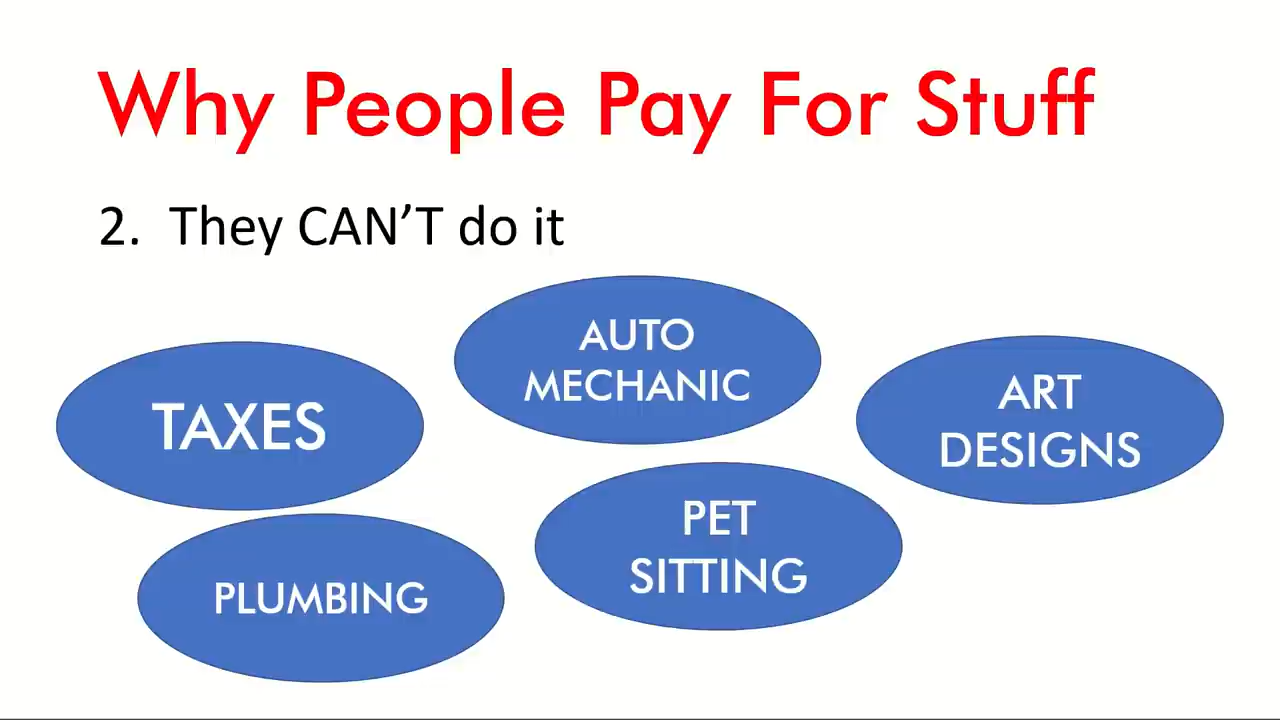 Why People Pay For Stuff
2. They CAN’T do it
AUTO
MECHANIC
TAXES
ART
DESIGNS
PLUMBING
PET
SITTING